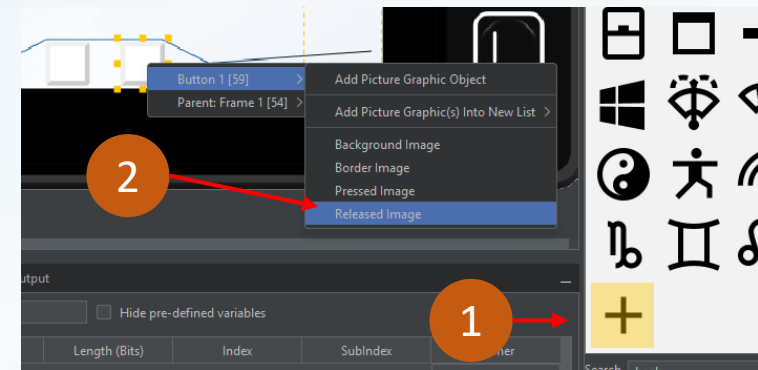 Button 1 [59]
Parent: Frame 1 [54]
Add Picture Graphic Object
Add Picture Graphic(s) Into New List
Background Image
Border Image
Pressed Image
Released Image
2
Hide pre-defined variables
1
Length (Bits)
Index
SubIndex
Search